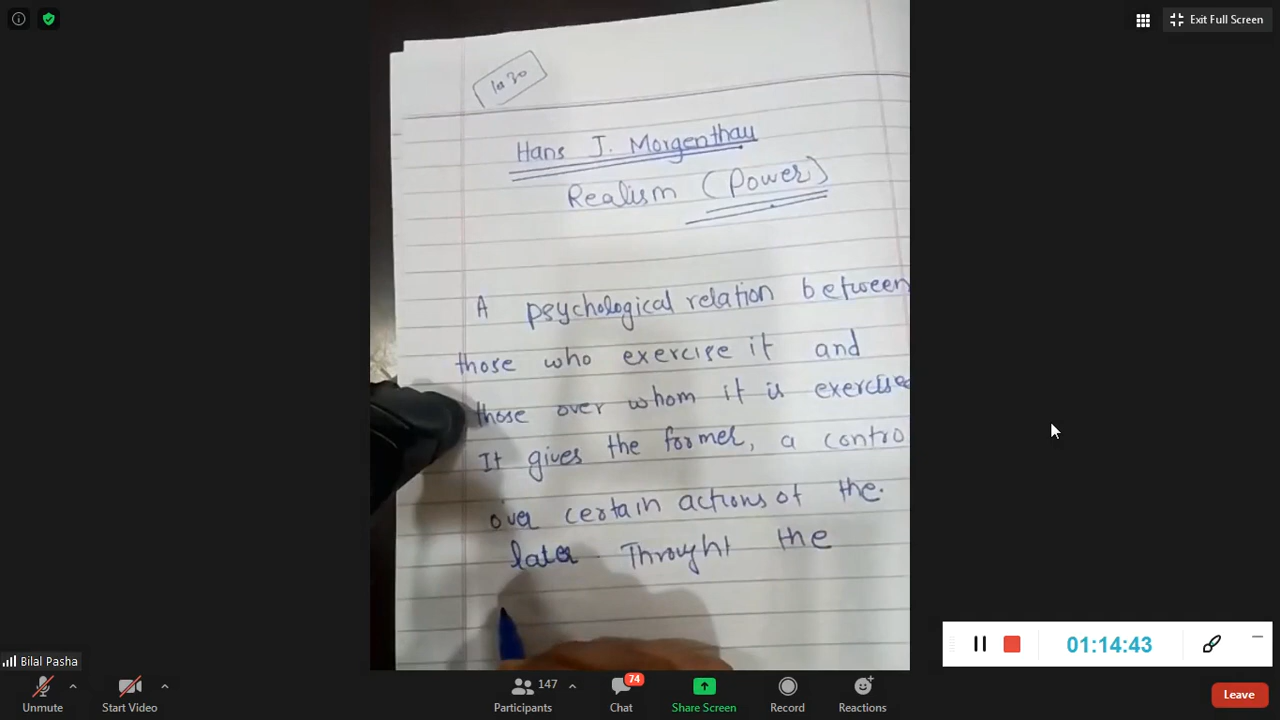 Exit Full Screen
Hans J. Morgenthau
Realism (Power)
A psychological relation between
those who exercise it and
those over whom it is exercise
It gives the former, a contro
over certain actions of the.
later Throught the
Bilal Pasha
01:14:43
147
74
Unmute
Start Video
Participants
Chat
Share Screen
Record
Reactions
Leave